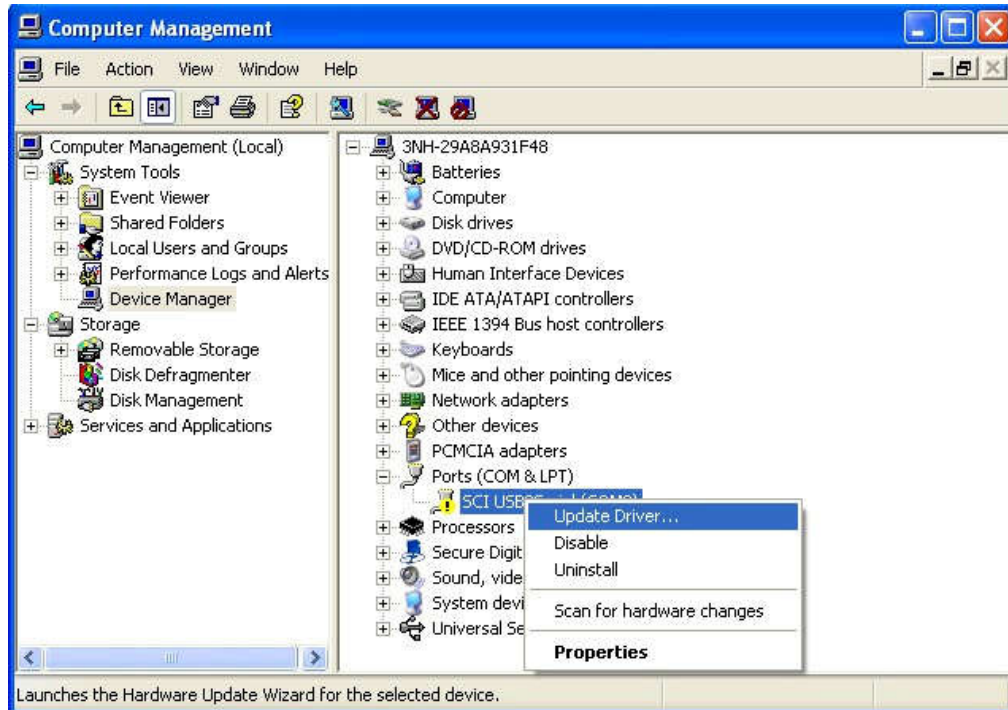 Computer Management
File Action View Window Help
Computer Management (Local)
System Tools
Event Viewer
Shared Folders
Local Users and Groups
Performance Logs and Alerts
Device Manager
Storage
Removable Storage
Disk Defragmenter
Disk Management
Services and Applications
3NH-29A8A931F48
Batteries
Computer
Disk drives
DVD/CD-ROM drives
Human Interface Devices
IDE ATA/ATAPI controllers
IEEE 1394 Bus host controllers
Keyboards
Mice and other pointing devices
Network adapters
Other devices
PCMCIA adapters
Ports (COM & LPT)
SCI
Processors
Secure Digit
Sound, vide
System devi
Universal Se
Update Driver...
Disable
Uninstall
Scan for hardware changes
Properties
Launches the Hardware Update Wizard for the selected device.